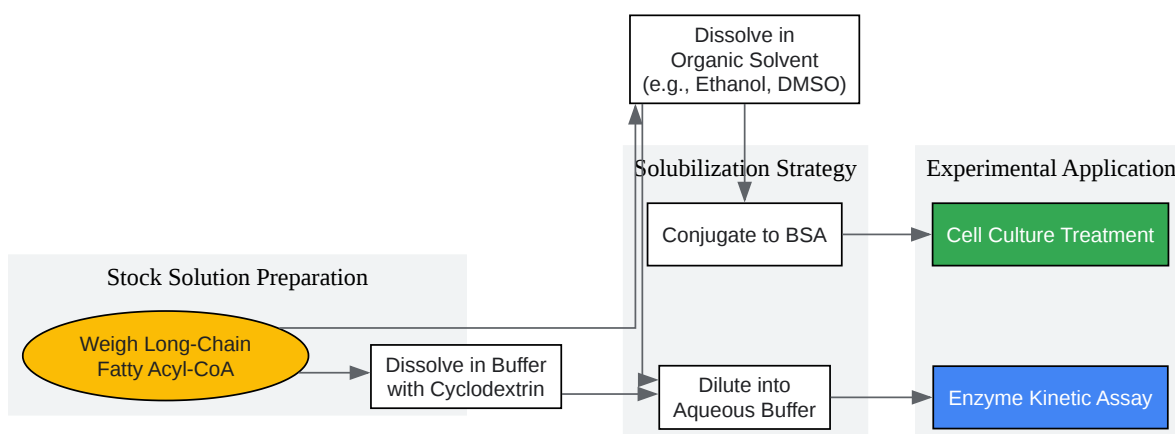 Dissolve in
Organic Solvent
(e.g., Ethanol, DMSO)
Solubilization Strategy
Experimental Application
Conjugate to BSA
Cell Culture Treatment
Stock Solution Preparation
Weigh Long-Chain
Fatty Acyl-CoA
Dissolve in Buffer
with Cyclodextrin
Dilute into
Aqueous Buffer
Enzyme Kinetic Assay